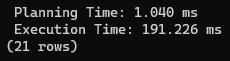 Planning Time: 1.040 ms
Execution Time: 191.226 ms
(21 rows)